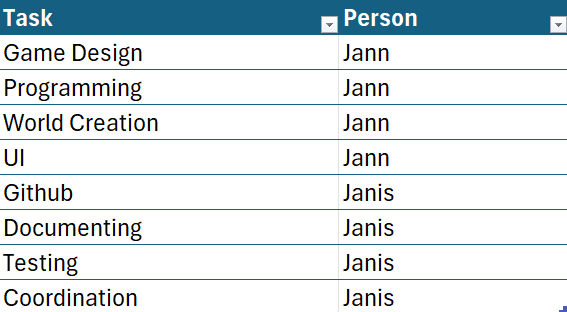 Task Person
Game Design Jann
Programming Jann
World Creation Jann
UI Jann
Github Janis
Documenting Janis
Testing Janis
Coordination Janis